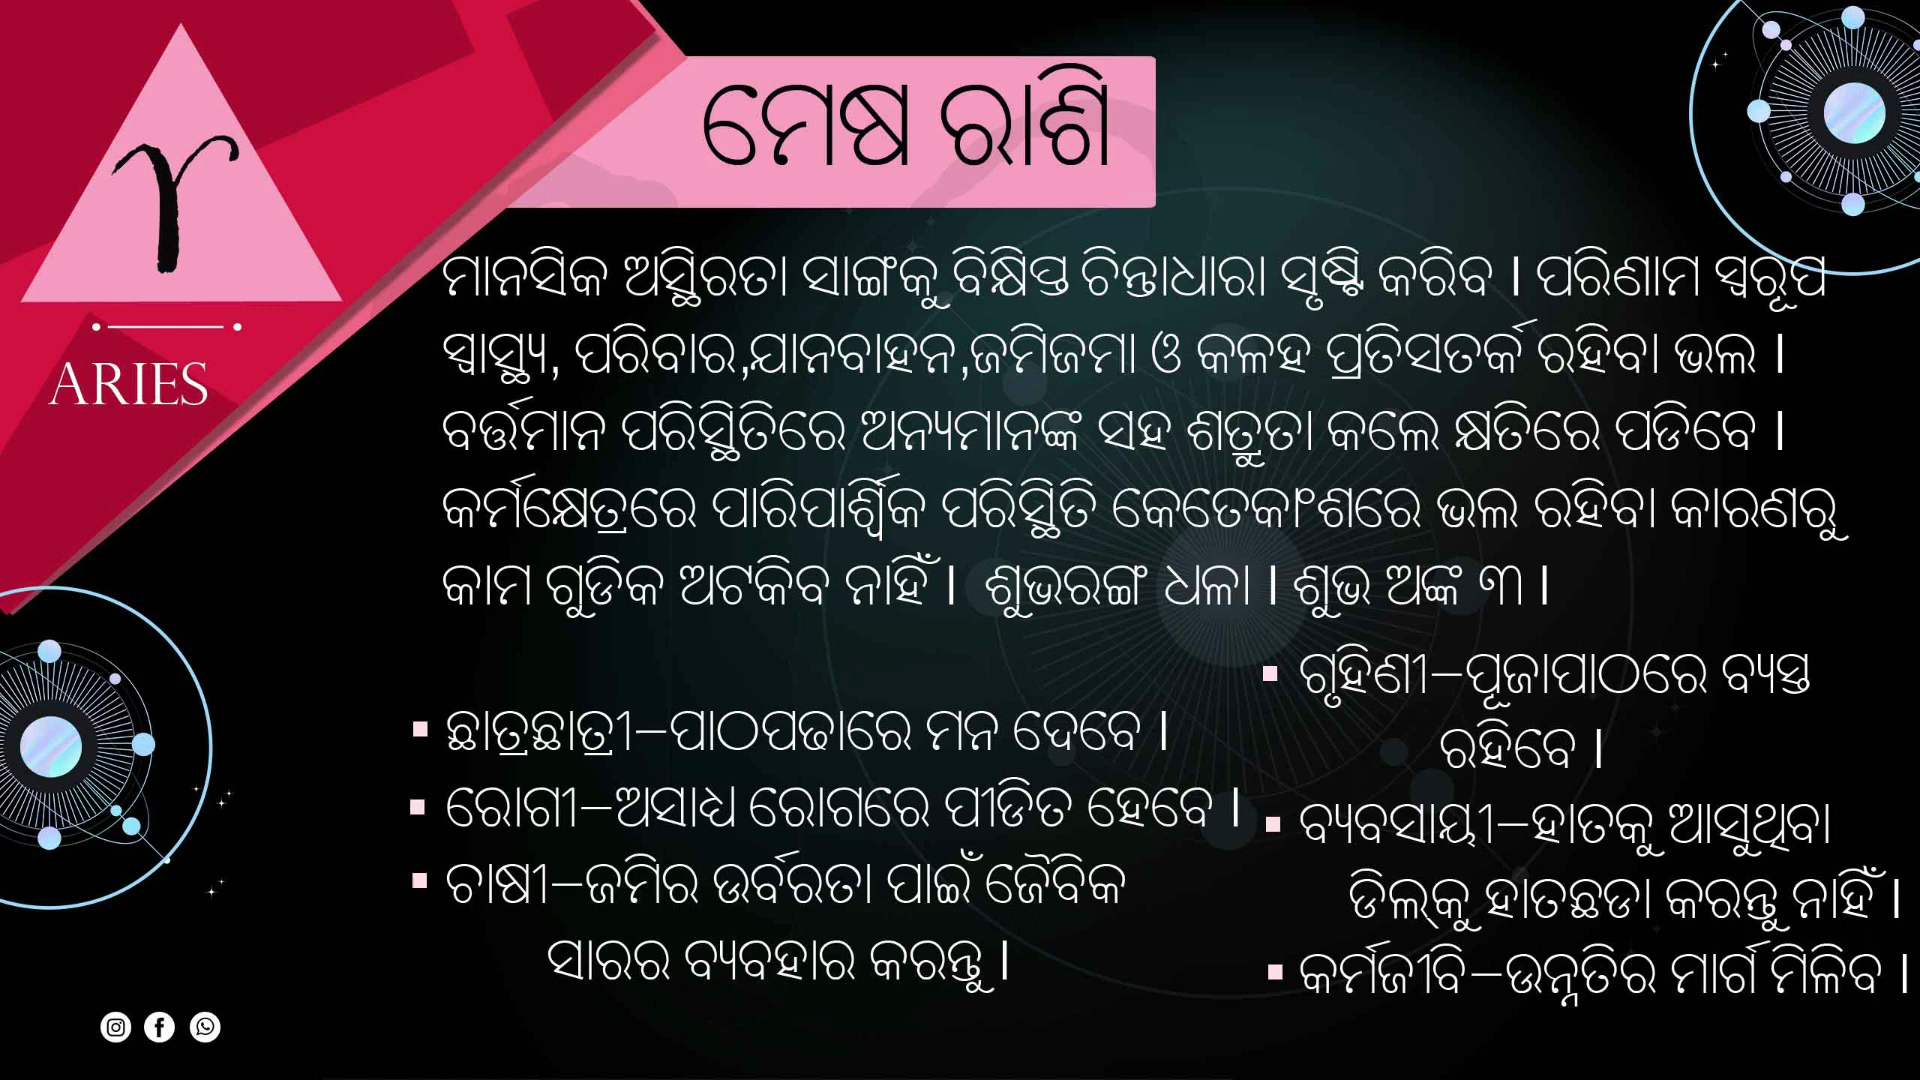 ମେଷ ରାଶି
ARIES
ମାନସିକ ଅସ୍ଥିରତା ସାଙ୍ଗକୁ ବିକ୍ଷିପ୍ତ ଚିନ୍ତାଧାରା ସୃଷ୍ଟି କରିବ । ପରିଣାମ ସ୍ୱରୂପ
ସ୍ୱାସ୍ଥ୍ୟ, ପରିବାର,ଯାନବାହନ,ଜମିଜମା ଓ କଳହ ପ୍ରତିସତର୍କ ରହିବା ଭଲ ।
ବର୍ତ୍ତମାନ ପରିସ୍ଥିତିରେ ଅନ୍ୟମାନଙ୍କ ସହ ଶତ୍ରୁତା କଲେ କ୍ଷତିରେ ପଡିବେ ।
କର୍ମକ୍ଷେତ୍ରରେ ପାରିପାର୍ଶ୍ୱିକ ପରିସ୍ଥିତି କେତେକାଂଶରେ ଭଲ ରହିବା କାରଣରୁ
କାମ ଗୁଡିକ ଅଟକିବ ନାହିଁ । ଶୁଭରଙ୍ଗ ଧଳା । ଶୁଭ ଅଙ୍କ ୩ ।
▪ ଛାତ୍ରଛାତ୍ରୀ–ପାଠପଢାରେ ମନ ଦେବେ ।
▪ ରୋଗୀ–ଅସାଧ୍ୟ ରୋଗରେ ପୀଡିତ ହେବେ ।
▪ ଚାଷୀ–ଜମିର ଉର୍ବରତା ପାଇଁ ଜୈବିକ
ସାରର ବ୍ୟବହାର କରନ୍ତୁ ।
▪ ଗୃହିଣୀ–ପୂଜାପାଠରେ ବ୍ୟସ୍ତ
ରହିବେ ।
▪ ବ୍ୟବସାୟୀ–ହାତକୁ ଆସୁଥିବା
ଡିଲ୍‌କୁ ହାତଛଡା କରନ୍ତୁ ନାହିଁ ।
▪ କର୍ମଜୀବି–ଉନ୍ନତିର ମାର୍ଗ ମିଳିବ ।